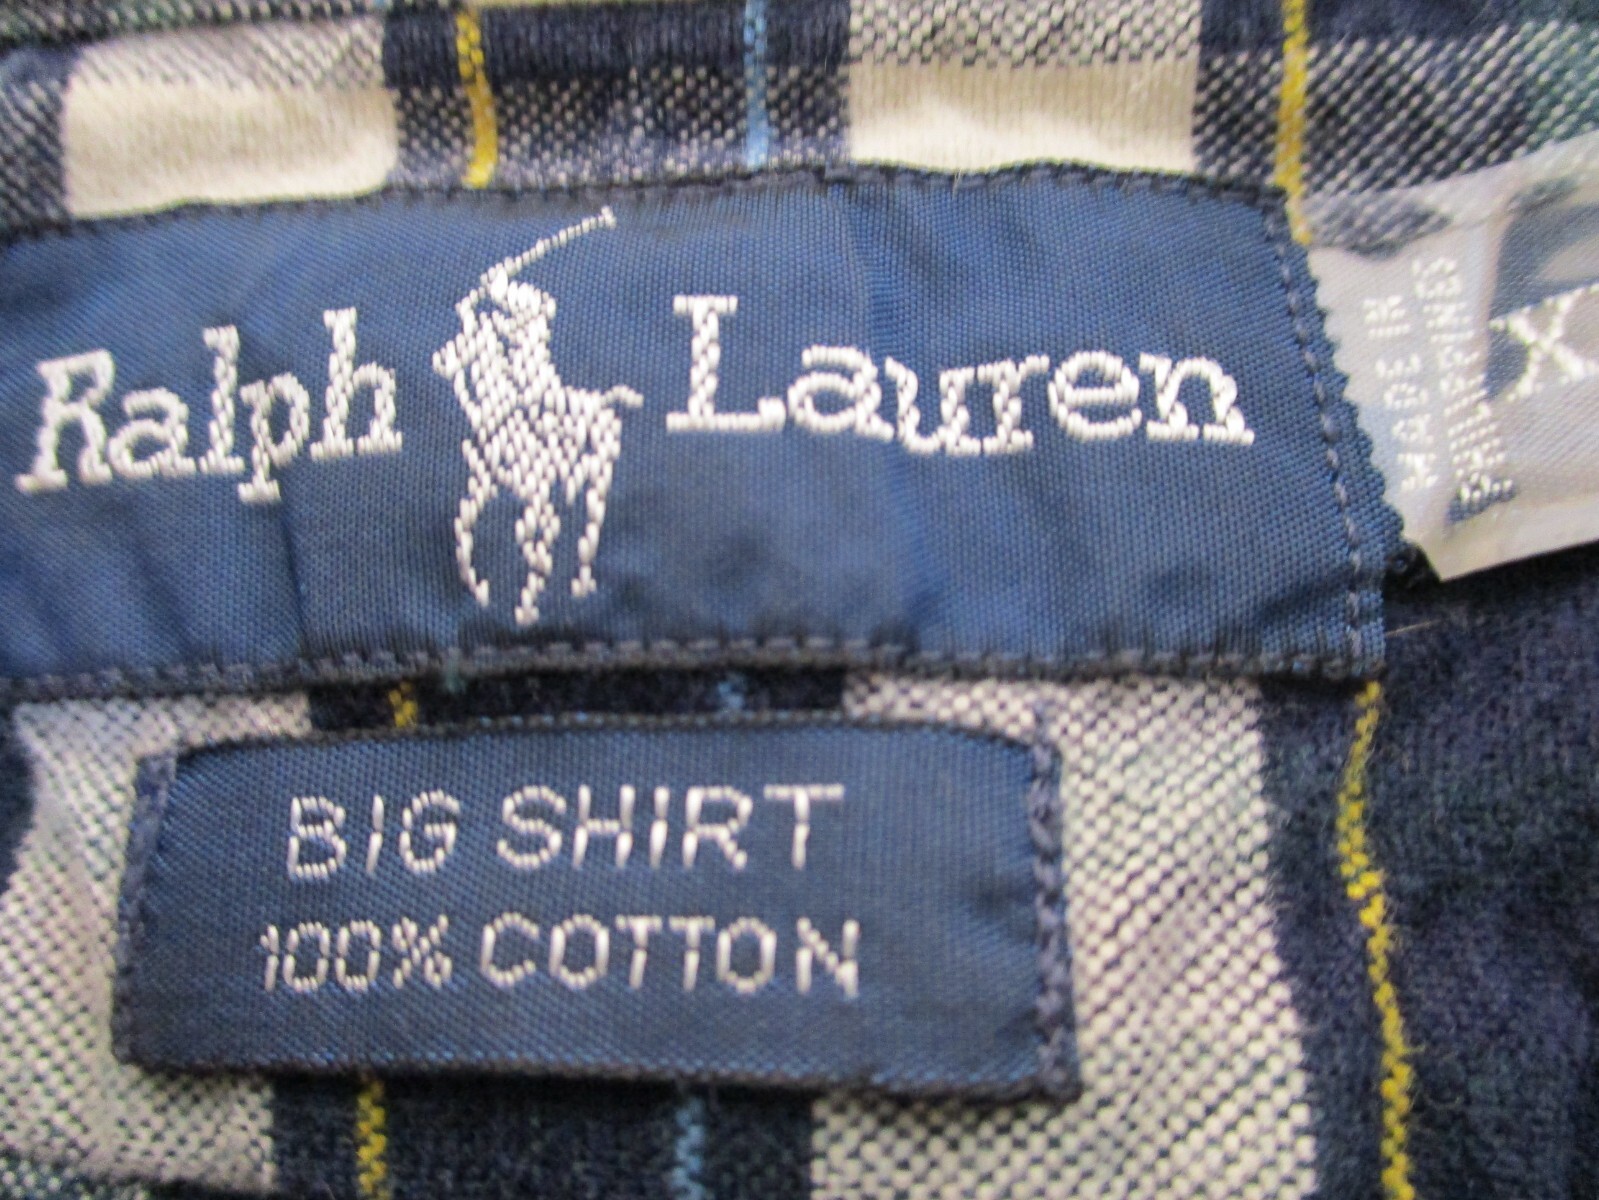 Ralph Lauren
MADE IN
PHILIPPINES
X
BIG SHIRT
100% COTTON